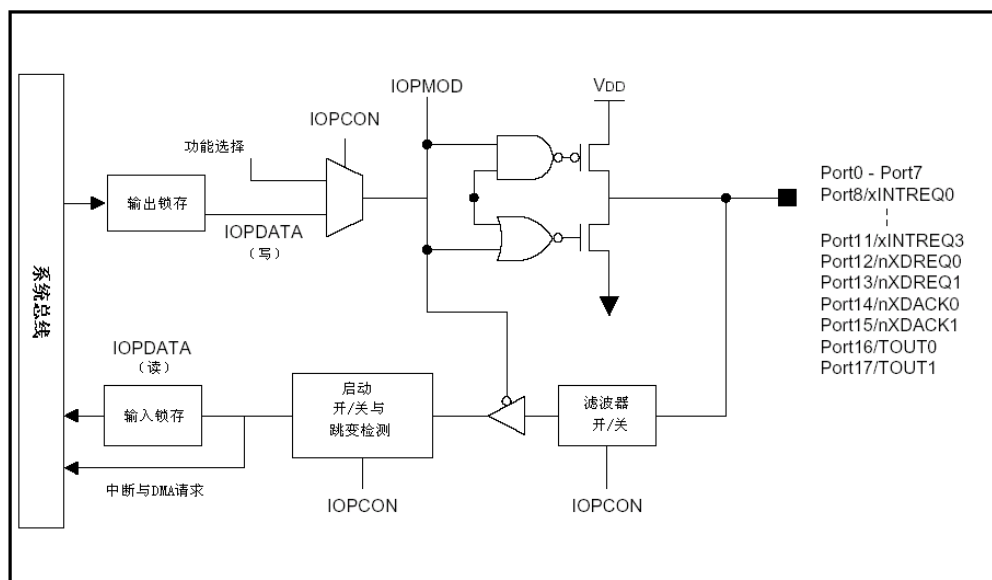 IOPMOD
VDD
IOPCON
功能选择
输出锁存
IOPDATA
（写）
系统总线
Port0 - Port7
Port8/xINTREQ0
Port11/xINTREQ3
Port12/nXDREQ0
Port13/nXDREQ1
Port14/nXDACK0
Port15/nXDACK1
Port16/TOUT0
Port17/TOUT1
IOPDATA
（读）
输入锁存
启动
开/关与
跳变检测
滤波器
开/关
中断与DMA请求
IOPCON
IOPCON